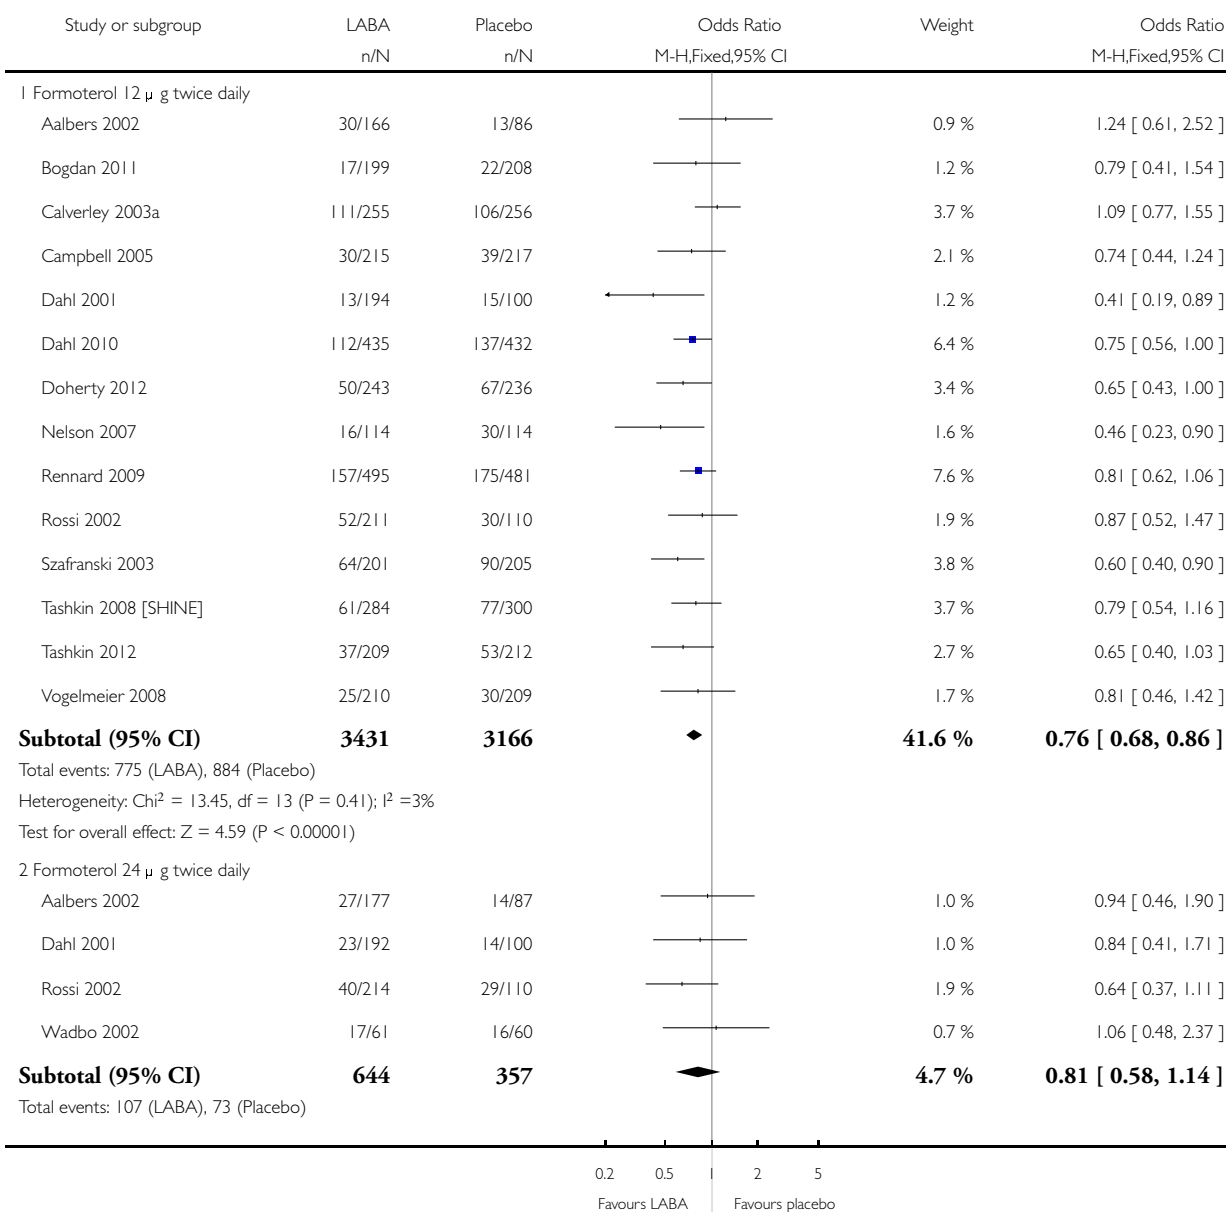 Study or subgroup LABA Placebo Odds Ratio Weight Odds Ratio
n/N n/N M-H,Fixed,95% CI M-H,Fixed,95% CI
1 Formoterol 12 μ g twice daily
Aalbers 2002 30/166 13/86 0.9 % 1.24 [ 0.61, 2.52 ]
Bogdan 2011 17/199 22/208 1.2 % 0.79 [ 0.41, 1.54 ]
Calverley 2003a 111/255 106/256 3.7 % 1.09 [ 0.77, 1.55 ]
Campbell 2005 30/215 39/217 2.1 % 0.74 [ 0.44, 1.24 ]
Dahl 2001 13/194 15/100 1.2 % 0.41 [ 0.19, 0.89 ]
Dahl 2010 112/435 137/432 6.4 % 0.75 [ 0.56, 1.00 ]
Doherty 2012 50/243 67/236 3.4 % 0.65 [ 0.43, 1.00 ]
Nelson 2007 16/114 30/114 1.6 % 0.46 [ 0.23, 0.90 ]
Rennard 2009 157/495 175/481 7.6 % 0.81 [ 0.62, 1.06 ]
Rossi 2002 52/211 30/110 1.9 % 0.87 [ 0.52, 1.47 ]
Szafranski 2003 64/201 90/205 3.8 % 0.60 [ 0.40, 0.90 ]
Tashkin 2008 [SHINE] 61/284 77/300 3.7 % 0.79 [ 0.54, 1.16 ]
Tashkin 2012 37/209 53/212 2.7 % 0.65 [ 0.40, 1.03 ]
Vogelmeier 2008 25/210 30/209 1.7 % 0.81 [ 0.46, 1.42 ]
Subtotal (95% CI) 3431 3166 41.6 % 0.76 [ 0.68, 0.86 ]
Total events: 775 (LABA), 884 (Placebo)
Heterogeneity: Chi² = 13.45, df = 13 (P = 0.41); I² =3%
Test for overall effect: Z = 4.59 (P < 0.00001)
2 Formoterol 24 μ g twice daily
Aalbers 2002 27/177 14/87 1.0 % 0.94 [ 0.46, 1.90 ]
Dahl 2001 23/192 14/100 1.0 % 0.84 [ 0.41, 1.71 ]
Rossi 2002 40/214 29/110 1.9 % 0.64 [ 0.37, 1.11 ]
Wadbo 2002 17/61 16/60 0.7 % 1.06 [ 0.48, 2.37 ]
Subtotal (95% CI) 644 357 4.7 % 0.81 [ 0.58, 1.14 ]
Total events: 107 (LABA), 73 (Placebo)
0.2 0.5 1 2 5
Favours LABA Favours placebo